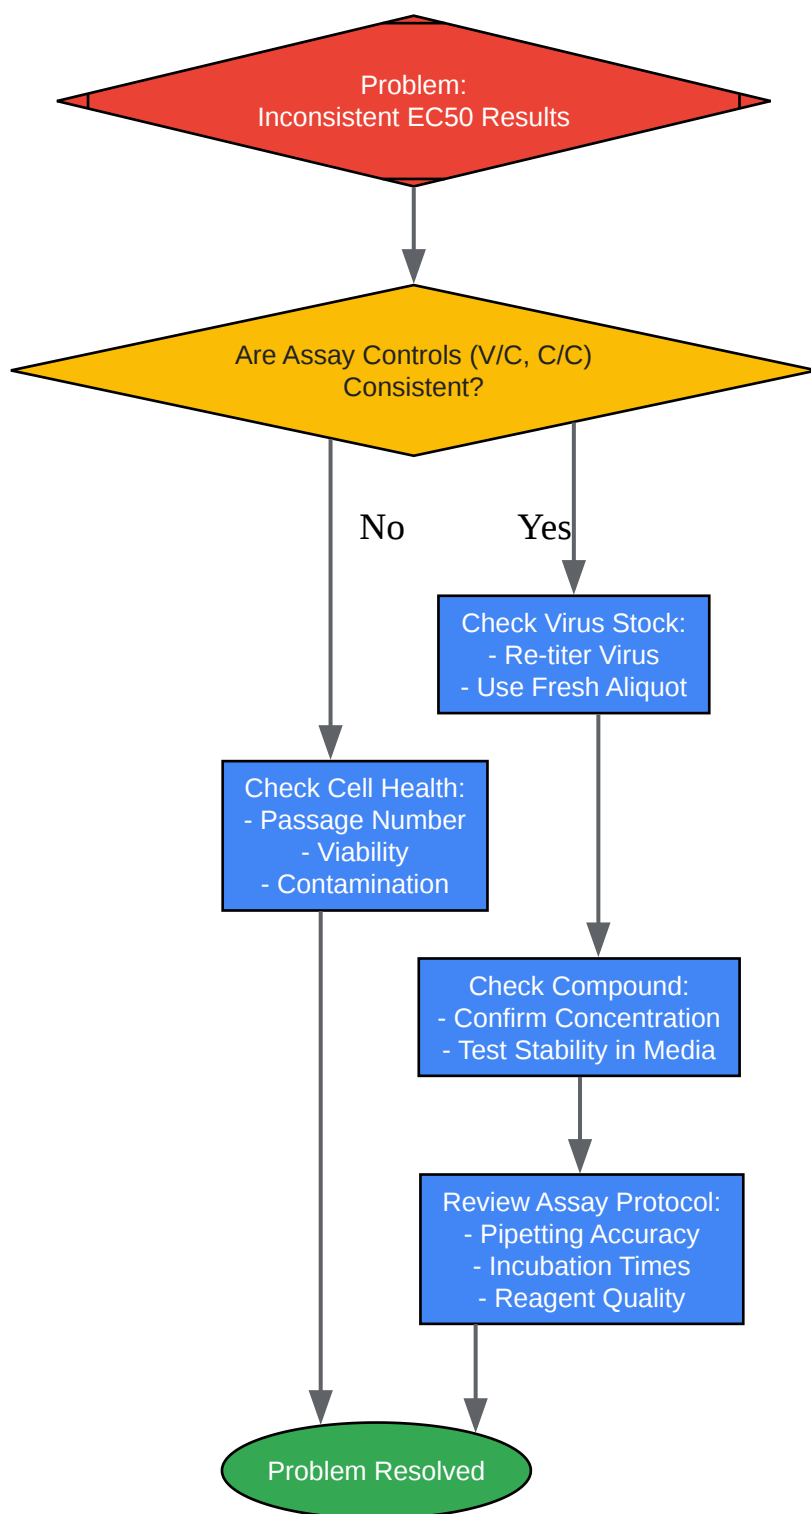 Problem:
Inconsistent EC50 Results
Are Assay Controls (V/C, C/C)
Consistent?
No
Yes
Check Virus Stock:
- Re-titer Virus
- Use Fresh Aliquot
Check Cell Health:
- Passage Number
- Viability
- Contamination
Check Compound:
- Confirm Concentration
- Test Stability in Media
Review Assay Protocol:
- Pipetting Accuracy
- Incubation Times
- Reagent Quality
Problem Resolved